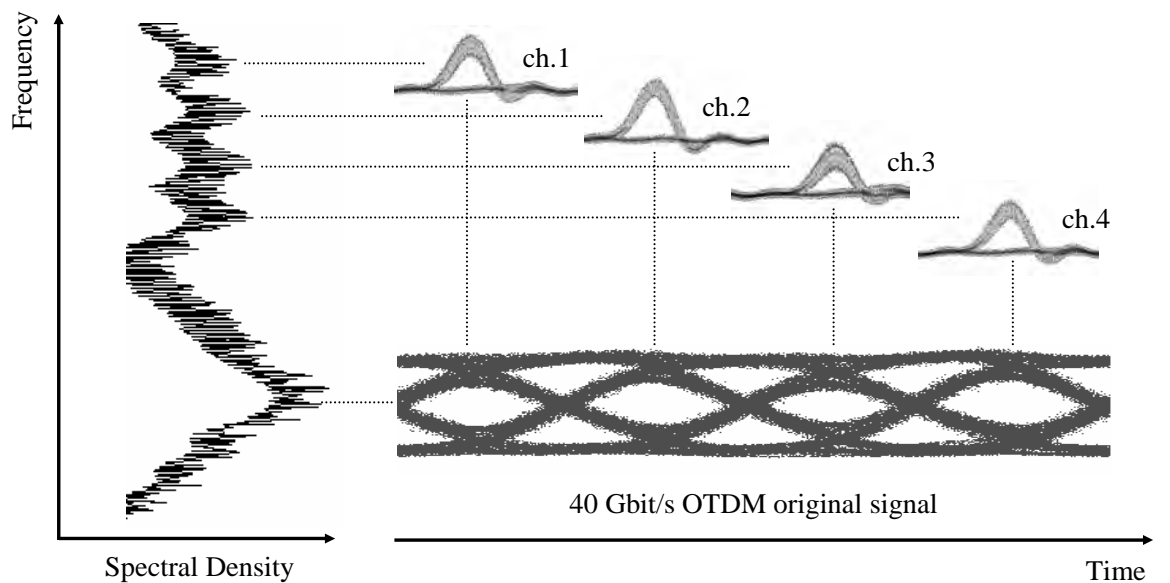 Frequency
ch.1
ch.2
ch.3
ch.4
40 Gbit/s OTDM original signal
Spectral Density
Time